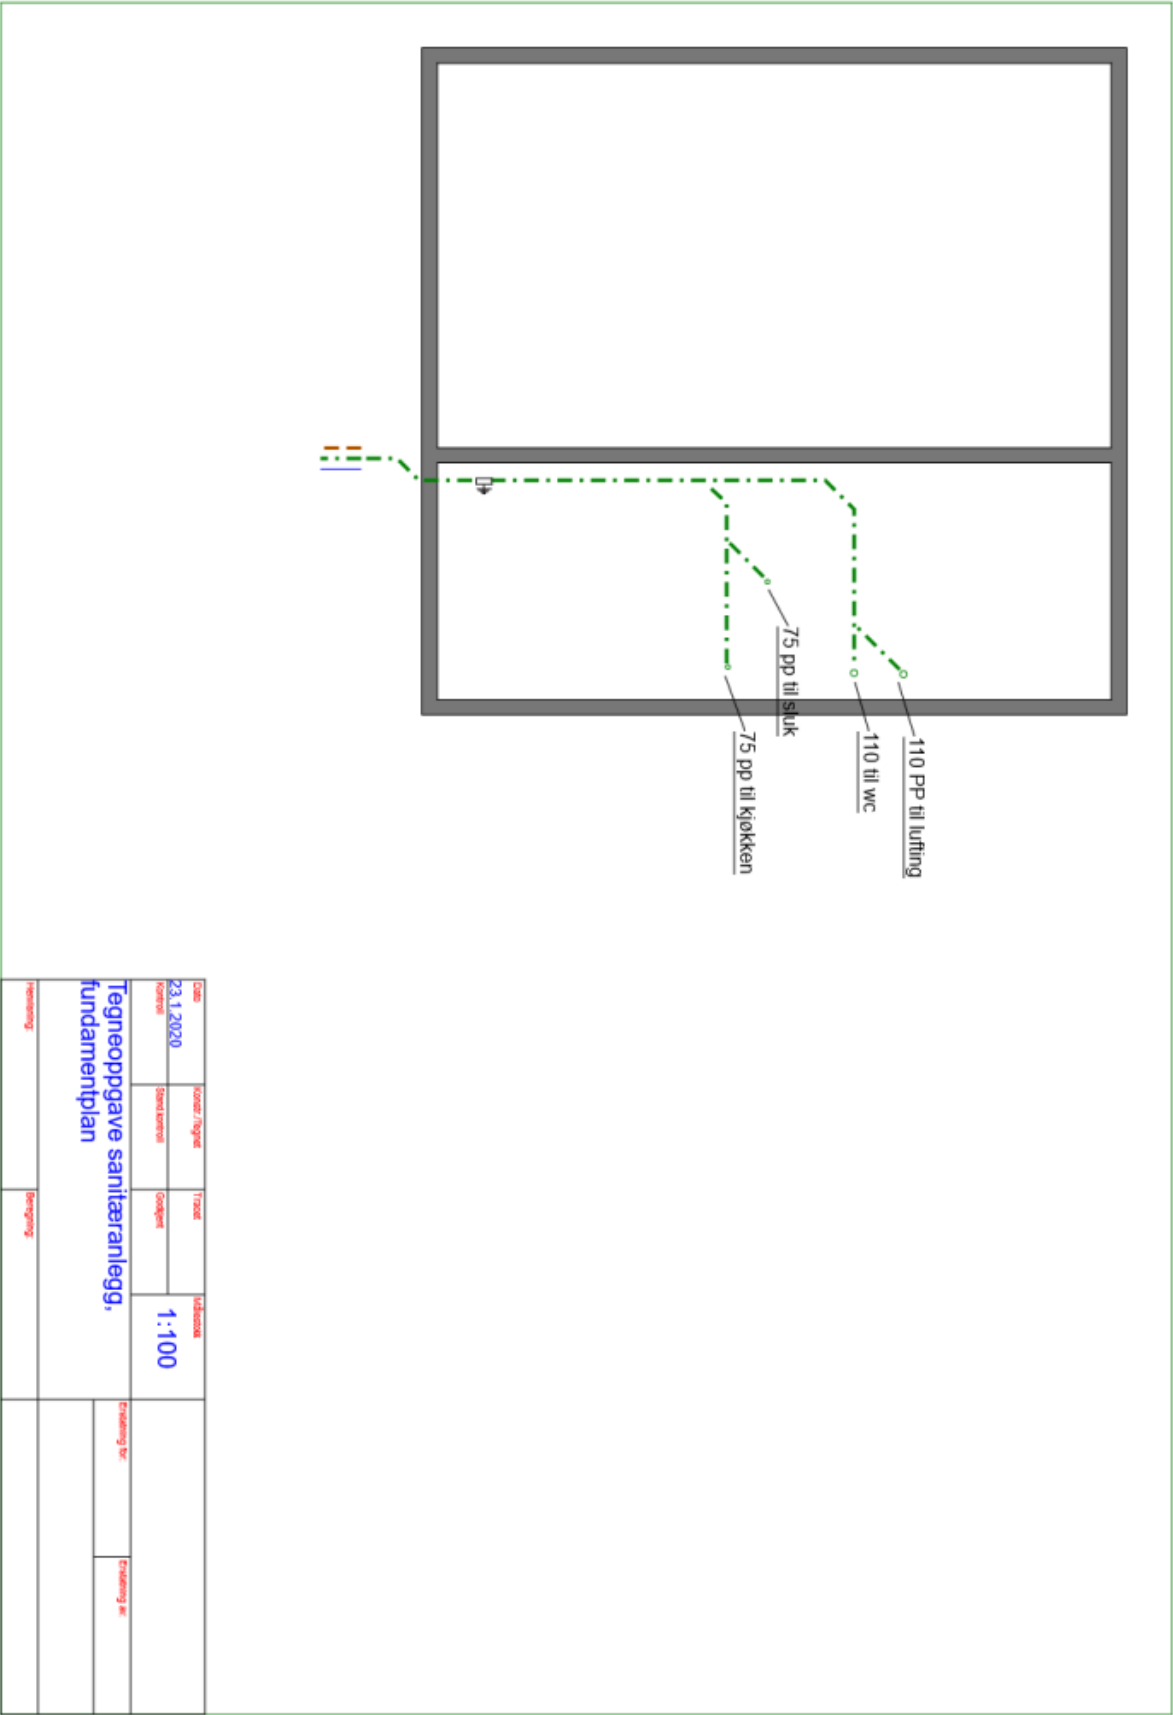 110 PP til lufting
110 til wc
75 pp til sluk
75 pp til kjøkken
Dato
Konstr./Tegnet
Tracet
Målestokk
23.1.2020
1:100
Kontroll
Stand.kontroll
Godkjent
Tegneoppgave sanitæranlegg,
fundamentplan
Erstatning for:
Erstatning av:
Henvisning:
Beregning: